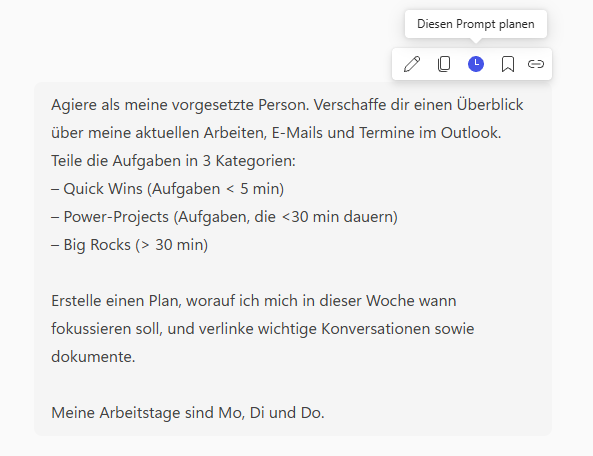 Diesen Prompt planen
Agiere als meine vorgesetzte Person. Verschaffe dir einen Überblick
über meine aktuellen Arbeiten, E-Mails und Termine im Outlook.
Teile die Aufgaben in 3 Kategorien:
– Quick Wins (Aufgaben < 5 min)
– Power-Projects (Aufgaben, die <30 min dauern)
– Big Rocks (> 30 min)
Erstelle einen Plan, worauf ich mich in dieser Woche wann
fokussieren soll, und verlinke wichtige Konversationen sowie
dokumente.
Meine Arbeitstage sind Mo, Di und Do.